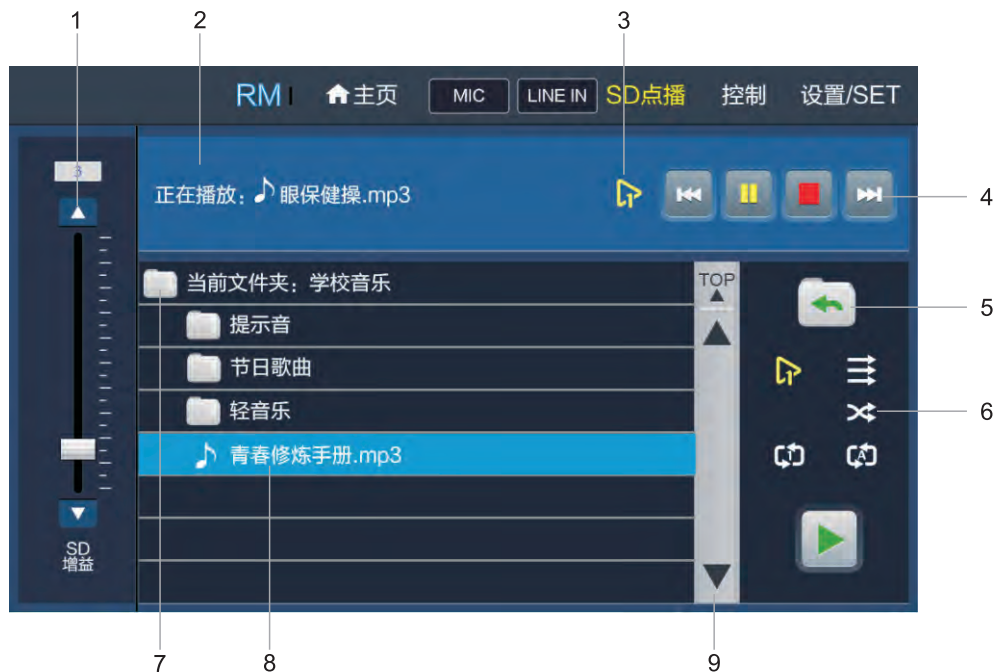 1 2 3
RM 主页 MIC LINE IN SD点播 控制 设置/SET
3
正在播放：眼保健操.mp3
4
当前文件夹：学校音乐
TOP
5
提示音
节日歌曲
轻音乐
6
青春修炼手册.mp3
SD
增益
7 8 9